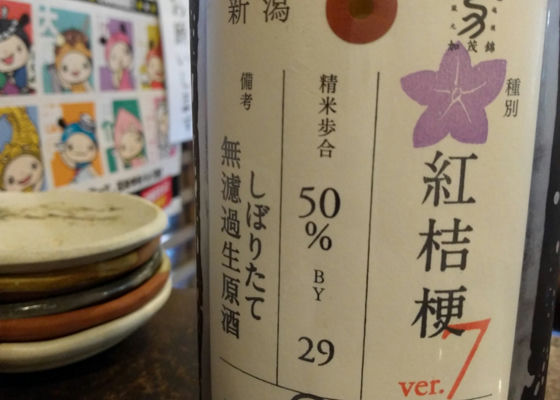 新潟
加茂錦
種別
紅桔梗
ver.7
精米歩合
50%
BY
29
備考
しぼりたて
無濾過生原酒